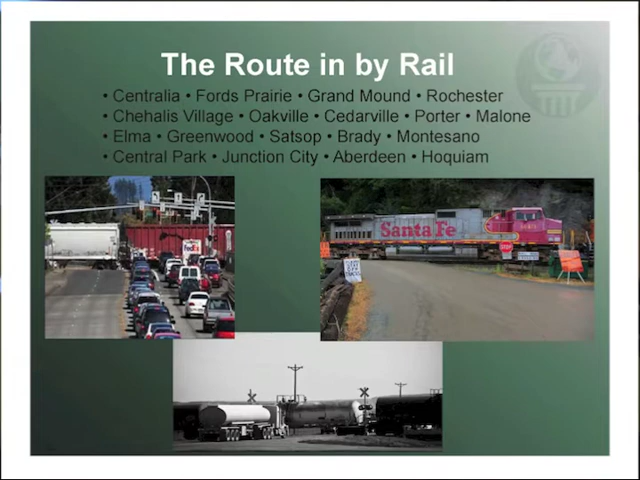 The Route in by Rail
• Centralia • Fords Prairie • Grand Mound • Rochester
• Chehalis Village • Oakville • Cedarville • Porter • Malone
• Elma • Greenwood • Satsop • Brady • Montesano
• Central Park • Junction City • Aberdeen • Hoquiam
FedEx
Santa Fe
STOP